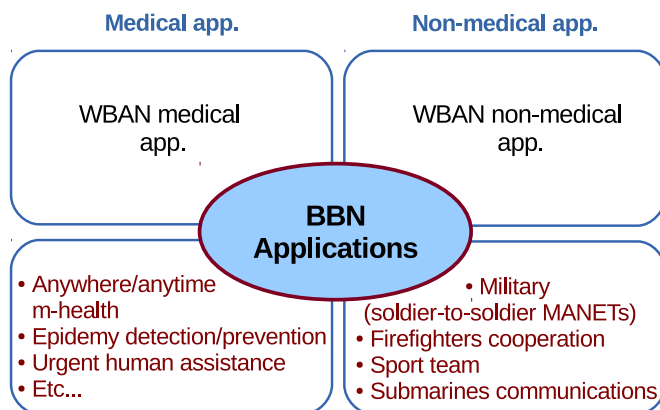 Medical app.
Non-medical app.
WBAN medical
app.
WBAN non-medical
app.
BBN
Applications
• Anywhere/anytime
m-health
• Epidemy detection/prevention
• Urgent human assistance
• Etc...
• Military
(soldier-to-soldier MANETs)
• Firefighters cooperation
• Sport team
• Submarines communications